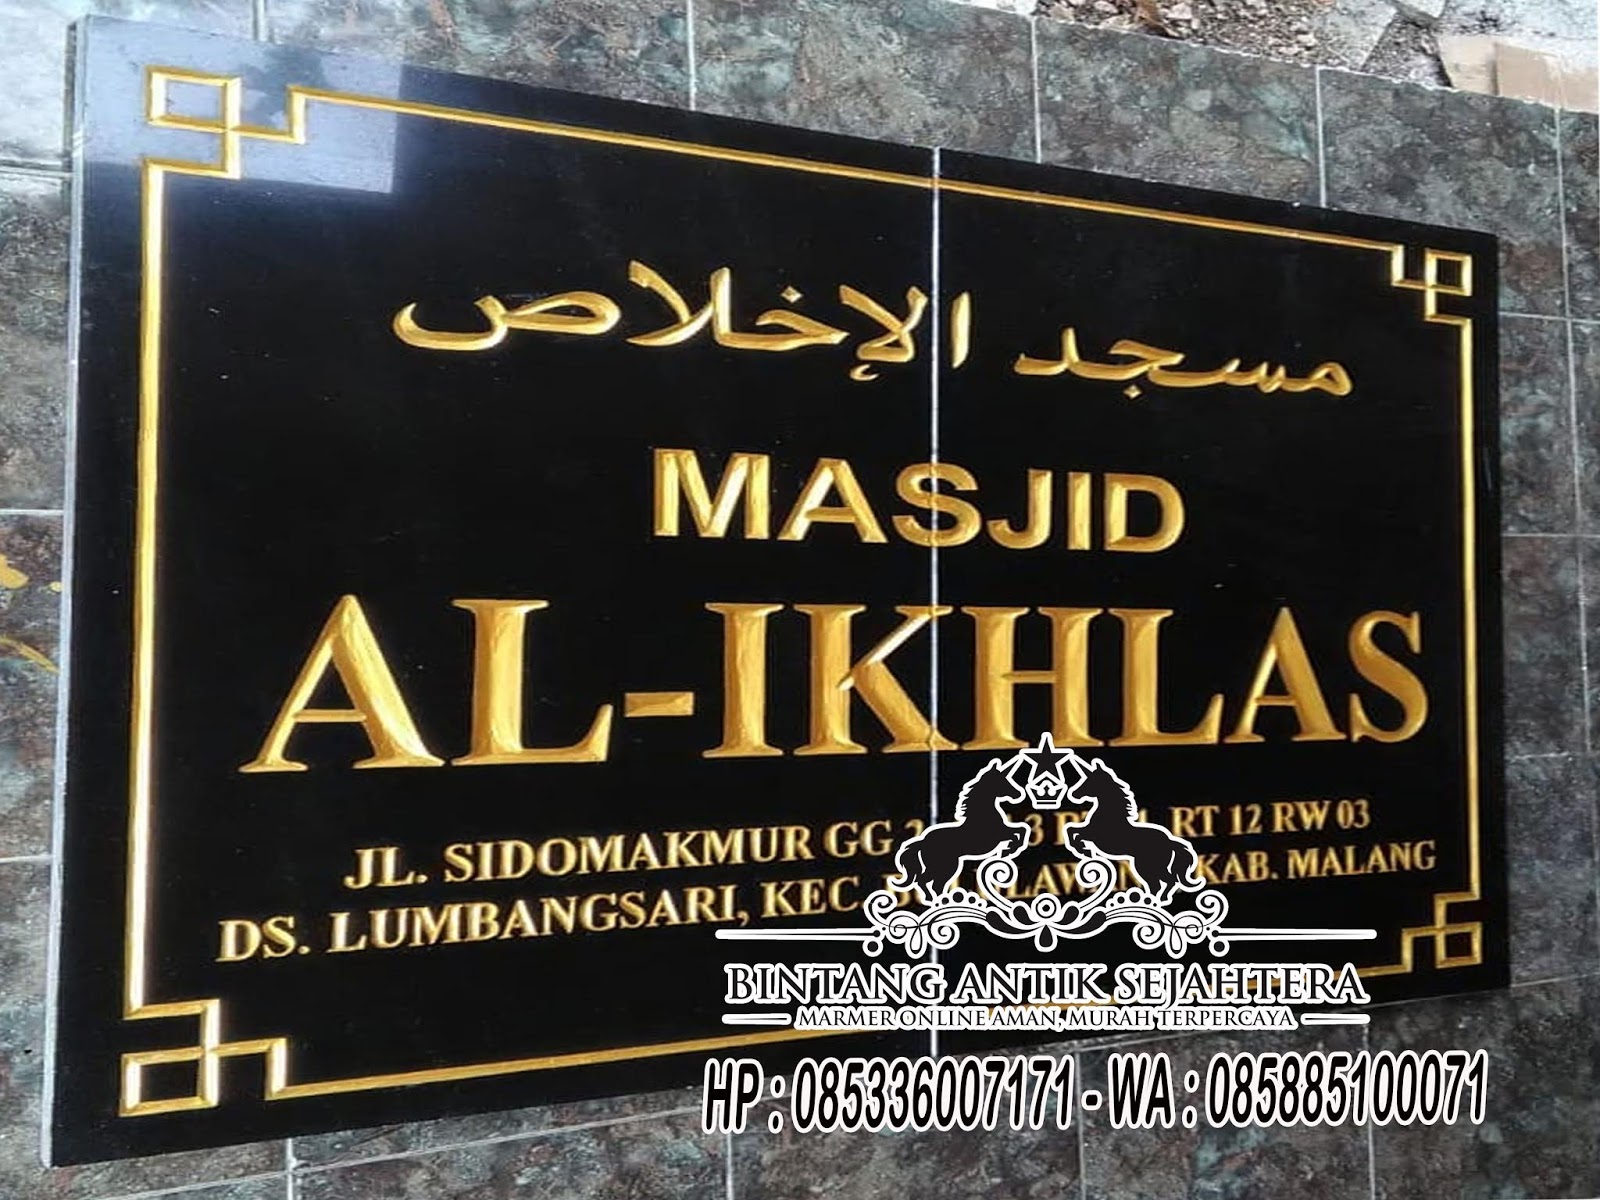 مسجد الإخلاص
MASJID
AL-IKHLAS
JL. SIDOMAKMUR GG RT 12 RW 03
DS. LUMBANGSARI, KEC. KAB. MALANG
BINTANG ANTIK SEJAHTERA
MARMER ONLINE AMAN, MURAH TERPERCAYA
HP : 085336007171 - WA : 085885100071